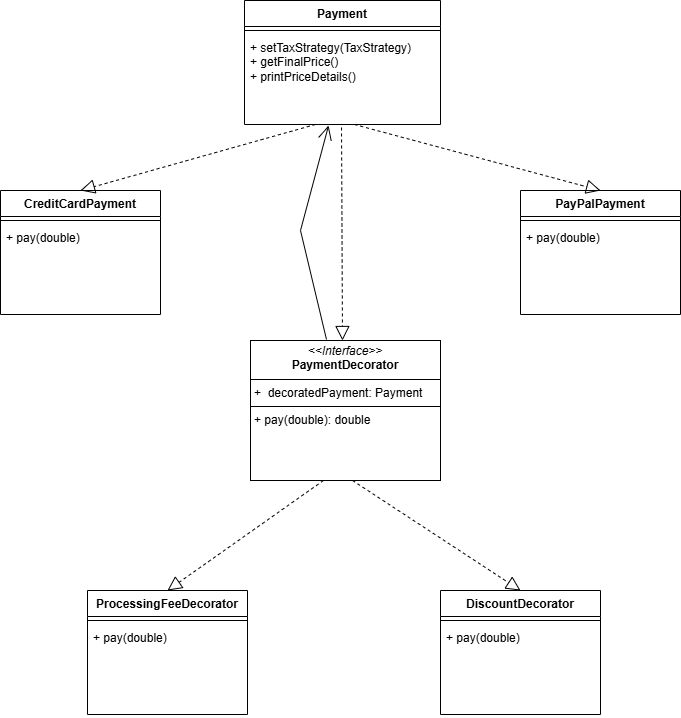 Payment
+ setTaxStrategy(TaxStrategy)
+ getFinalPrice()
+ printPriceDetails()
CreditCardPayment
+ pay(double)
PayPalPayment
+ pay(double)
<<Interface>>
PaymentDecorator
+ decoratedPayment: Payment
+ pay(double): double
ProcessingFeeDecorator
+ pay(double)
DiscountDecorator
+ pay(double)